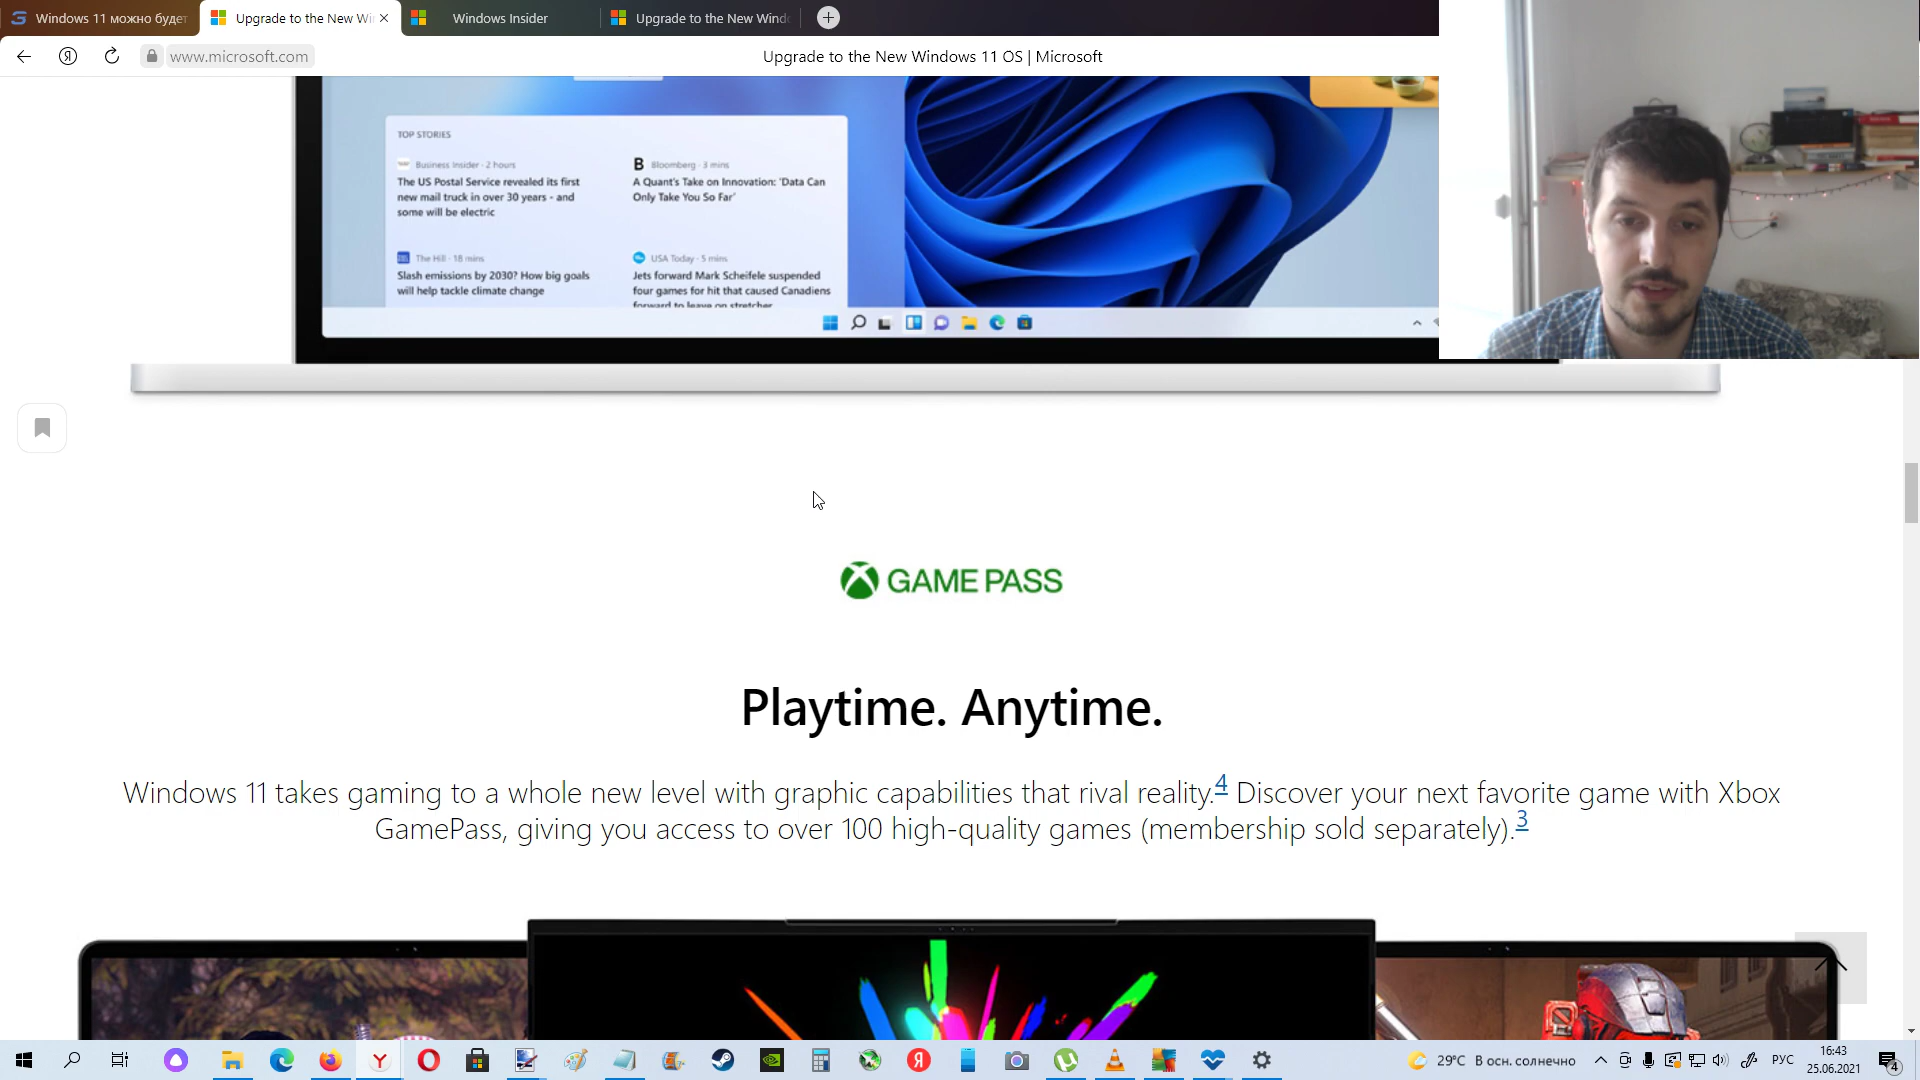 Windows 11 можно будет
Upgrade to the New Wi
Windows Insider
Upgrade to the New Wind
www.microsoft.com
Upgrade to the New Windows 11 OS | Microsoft
TOP STORIES
Business Insider - 2 hours
The US Postal Service revealed its first
new mail truck in over 30 years - and
some will be electric
B Bloomberg - 3 mins
A Quant's Take on Innovation: 'Data Can
Only Take You So Far'
The Hill - 18 mins
Slash emissions by 2030? How big goals
will help tackle climate change
USA Today - 5 mins
Jets forward Mark Scheifele suspended
four games for hit that caused Canadiens
forward to leave on stretcher
GAME PASS
Playtime. Anytime.
Windows 11 takes gaming to a whole new level with graphic capabilities that rival reality.4 Discover your next favorite game with Xbox
GamePass, giving you access to over 100 high-quality games (membership sold separately).3
29°C В осн. солнечно
РУС
16:43
25.06.2021
4